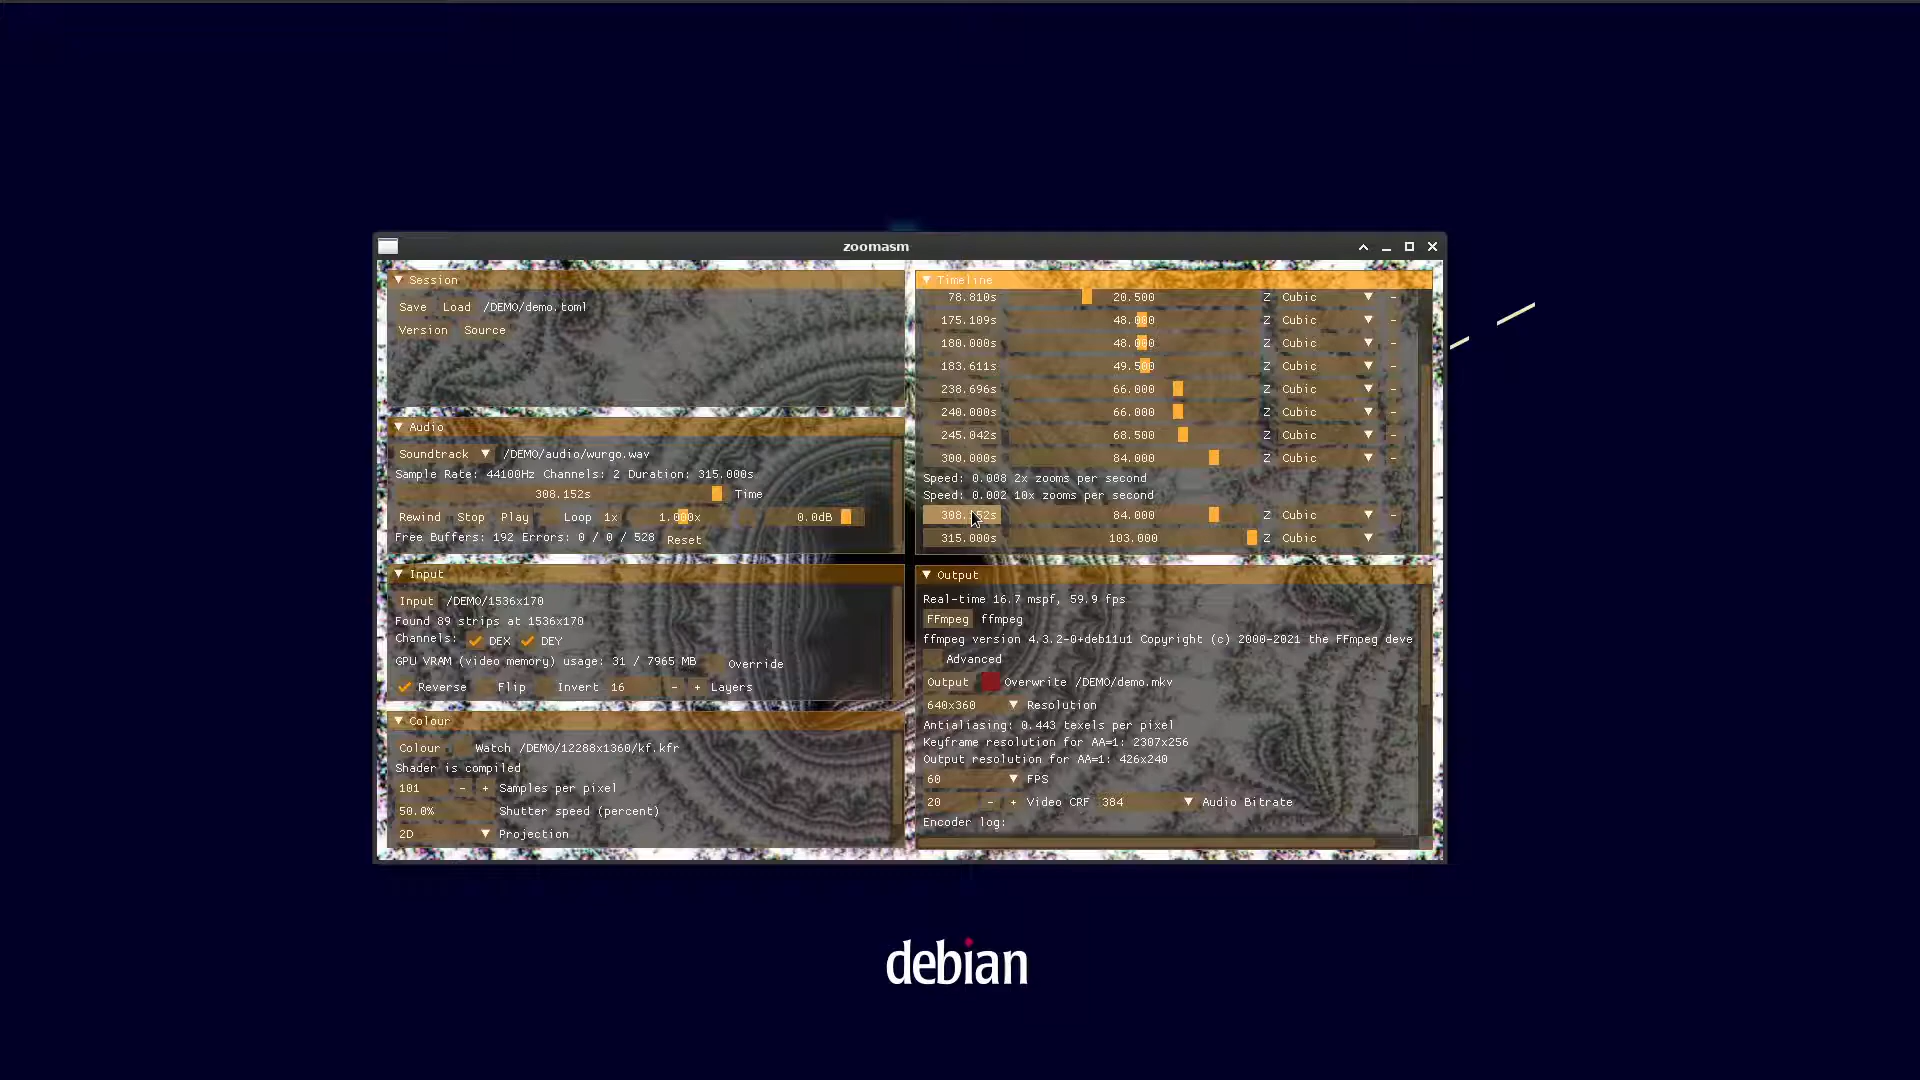 zoomasm
Session
Save Load /DEMO/demo.toml
Version Source
Audio
Soundtrack /DEMO/audio/wurgo.wav
Sample Rate: 44100Hz Channels: 2 Duration: 315.000s
308.152s Time
Rewind Stop Play Loop 1x 1.000x 0.0dB
Free Buffers: 192 Errors: 0 / 0 / 528 Reset
Input
Input /DEMO/1536x170
Found 89 strips at 1536x170
Channels: DEX DEY
GPU VRAM (video memory) usage: 31 / 7965 MB Override
Reverse Flip Invert 16 - + Layers
Colour
Colour Watch /DEMO/12288x1360/kf.kfr
Shader is compiled
101 - + Samples per pixel
50.0% Shutter speed (percent)
2D Projection
Timeline
78.810s 20.500 Z Cubic -
175.109s 48.000 Z Cubic -
180.000s 48.000 Z Cubic -
183.611s 49.500 Z Cubic -
238.696s 66.000 Z Cubic -
240.000s 66.000 Z Cubic -
245.042s 68.500 Z Cubic -
300.000s 84.000 Z Cubic -
Speed: 0.008 2x zooms per second
Speed: 0.002 10x zooms per second
308.152s 84.000 Z Cubic -
315.000s 103.000 Z Cubic
Output
Real-time 16.7 mspf, 59.9 fps
FFmpeg ffmpeg
ffmpeg version 4.3.2-0+deb11u1 Copyright (c) 2000-2021 the FFmpeg deve
Advanced
Output Overwrite /DEMO/demo.mkv
640x360 Resolution
Antialiasing: 0.443 texels per pixel
Keyframe resolution for AA=1: 2307x256
Output resolution for AA=1: 426x240
60 FPS
20 - + Video CRF 384 Audio Bitrate
Encoder log:
debian